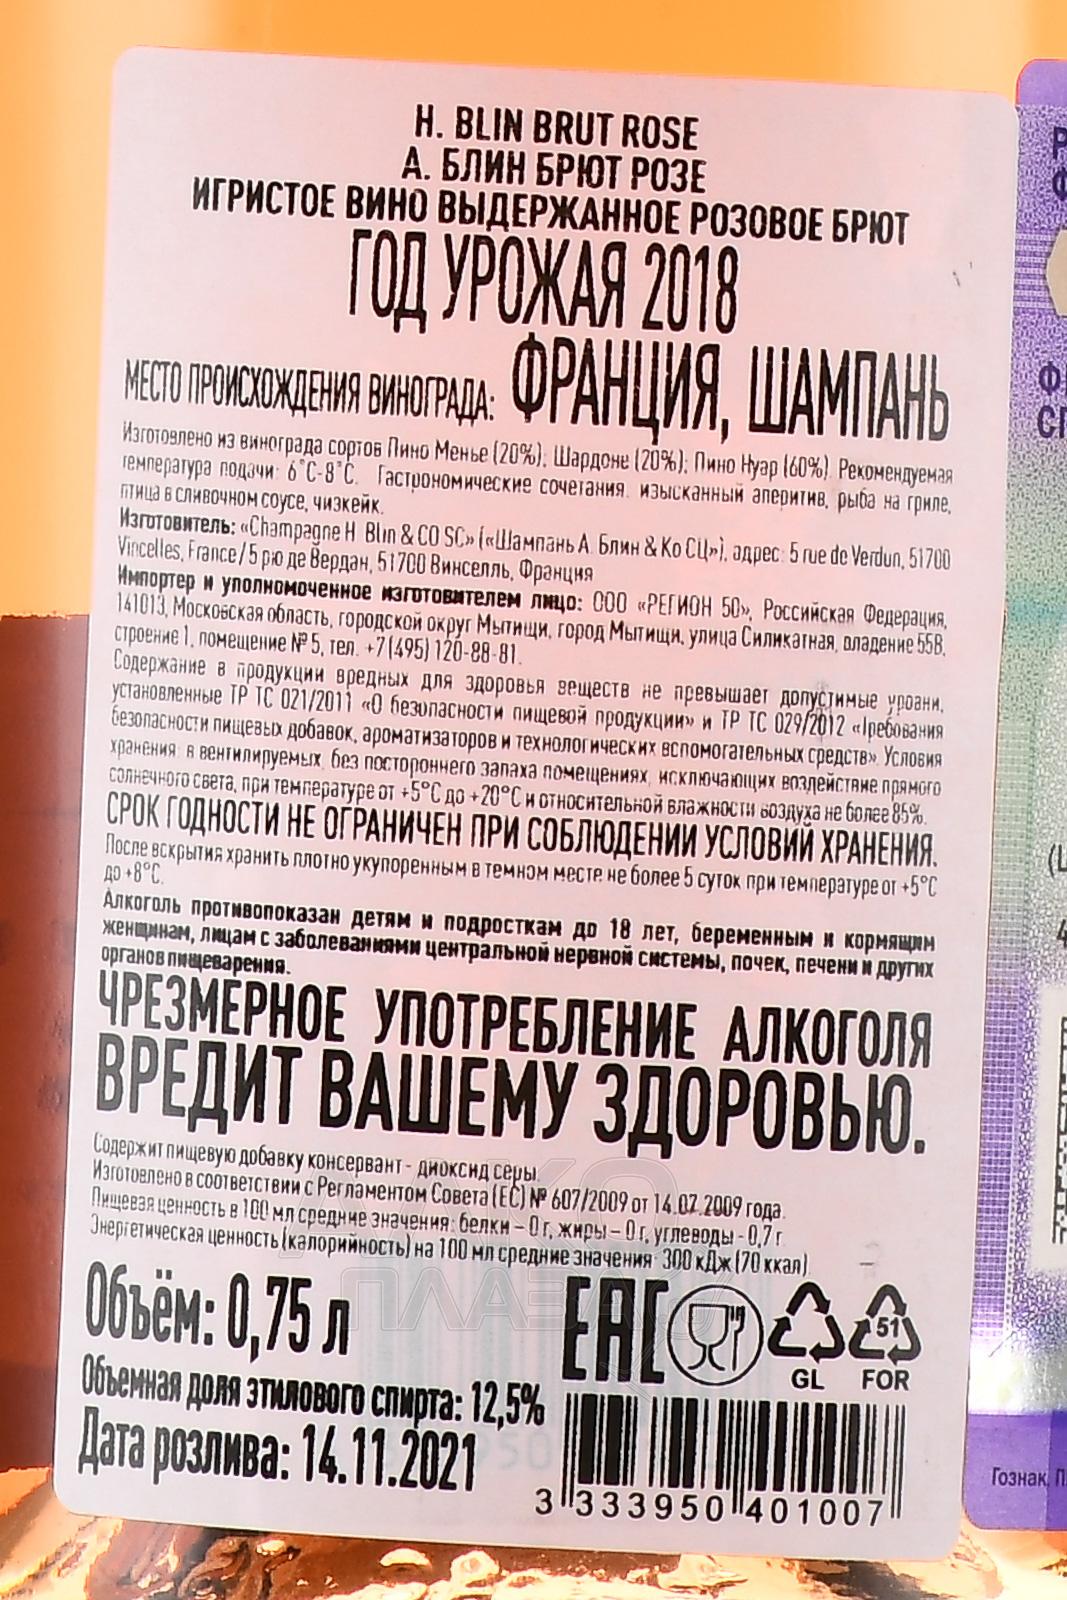 H. BLIN BRUT ROSE
А. БЛИН БРЮТ РОЗЕ
ИГРИСТОЕ ВИНО ВЫДЕРЖАННОЕ РОЗОВОЕ БРЮТ
ГОД УРОЖАЯ 2018
МЕСТО ПРОИСХОЖДЕНИЯ ВИНОГРАДА: ФРАНЦИЯ, ШАМПАНЬ
Изготовлено из винограда сортов Пино Менье (20%); Шардоне (20%); Пино Нуар (60%). Рекомендуемая
температура подачи: 6°C-8°C. Гастрономические сочетания: изысканный аперитив, рыба на гриле,
птица в сливочном соусе, чизкейк.
Изготовитель: «Champagne H. Blin & CO SC» («Шампань А. Блин & Ко СЦ»), адрес: 5 rue de Verdun, 51700
Vincelles, France / 5 рю де Вердан, 51700 Винселль, Франция
Импортер и уполномоченное изготовителем лицо: ООО «РЕГИОН 50», Российская Федерация,
141013, Московская область, городской округ Мытищи, город Мытищи, улица Силикатная, владение 55В,
строение 1, помещение № 5, тел. +7 (495) 120-88-81.
Содержание в продукции вредных для здоровья веществ не превышает допустимые уровни,
установленные ТР ТС 021/2011 «О безопасности пищевой продукции» и ТР ТС 029/2012 «Требования
безопасности пищевых добавок, ароматизаторов и технологических вспомогательных средств». Условия
хранения: в вентилируемых, без постороннего запаха помещениях, исключающих воздействие прямого
солнечного света, при температуре от +5°C до +20°C и относительной влажности воздуха не более 85%.
СРОК ГОДНОСТИ НЕ ОГРАНИЧЕН ПРИ СОБЛЮДЕНИИ УСЛОВИЙ ХРАНЕНИЯ.
После вскрытия хранить плотно укупоренным в темном месте не более 5 суток при температуре от +5°C
до +8°C.
Алкоголь противопоказан детям и подросткам до 18 лет, беременным и кормящим
женщинам, лицам с заболеваниями центральной нервной системы, почек, печени и других
органов пищеварения.
ЧРЕЗМЕРНОЕ УПОТРЕБЛЕНИЕ АЛКОГОЛЯ
ВРЕДИТ ВАШЕМУ ЗДОРОВЬЮ.
Содержит пищевую добавку консервант - диоксид серы.
Изготовлено в соответствии с Регламентом Совета (ЕС) № 607/2009 от 14.07.2009 года.
Пищевая ценность в 100 мл средние значения: белки – 0 г, жиры – 0 г, углеводы - 0,7 г
Энергетическая ценность (калорийность) на 100 мл средние значения: 300 кДж (70 ккал)
Объём: 0,75 л
EAC
51
GL FOR
Объемная доля этилового спирта: 12,5%
Дата розлива: 14.11.2021
3 333950 401007
Гознак,